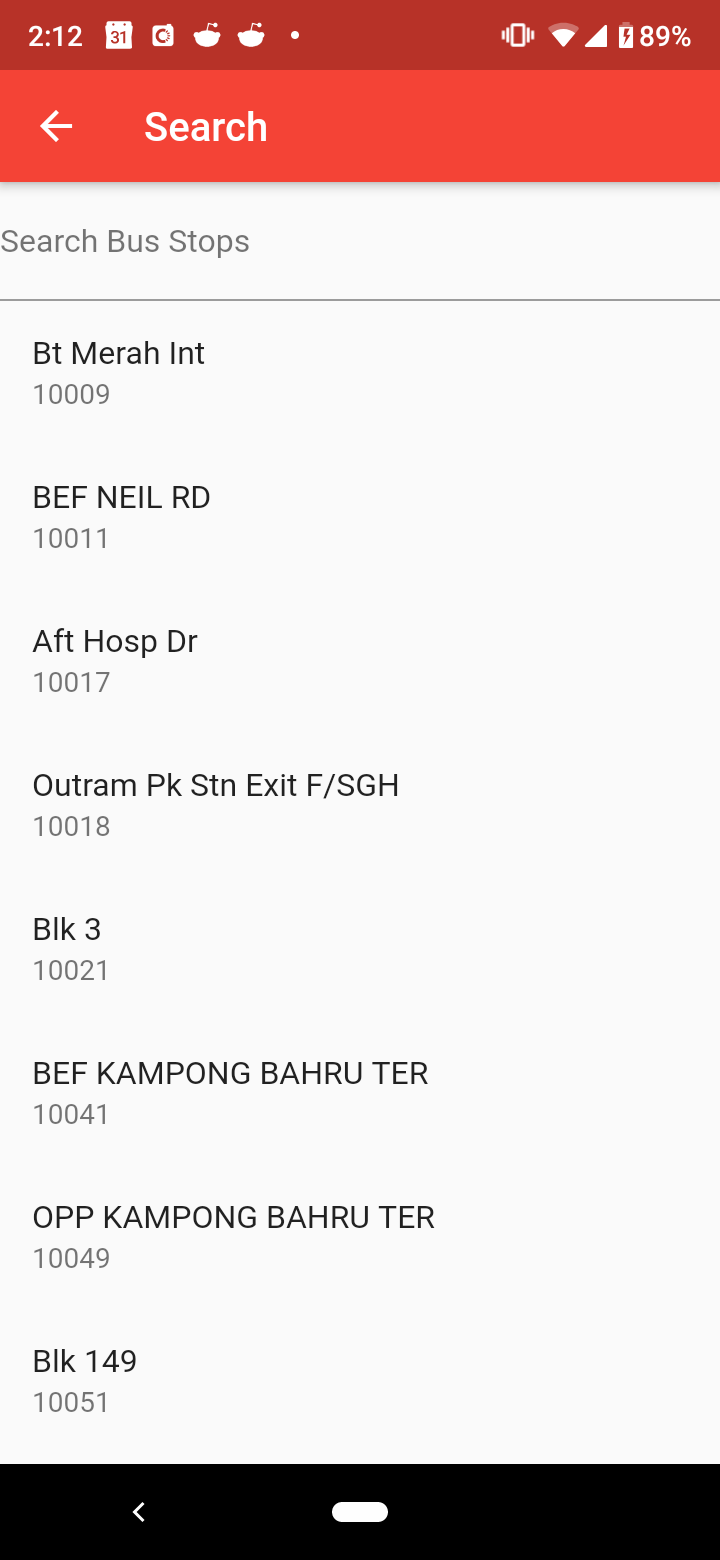 2:12
31
89%
Search
Search Bus Stops
Bt Merah Int
10009
BEF NEIL RD
10011
Aft Hosp Dr
10017
Outram Pk Stn Exit F/SGH
10018
Blk 3
10021
BEF KAMPONG BAHRU TER
10041
OPP KAMPONG BAHRU TER
10049
Blk 149
10051